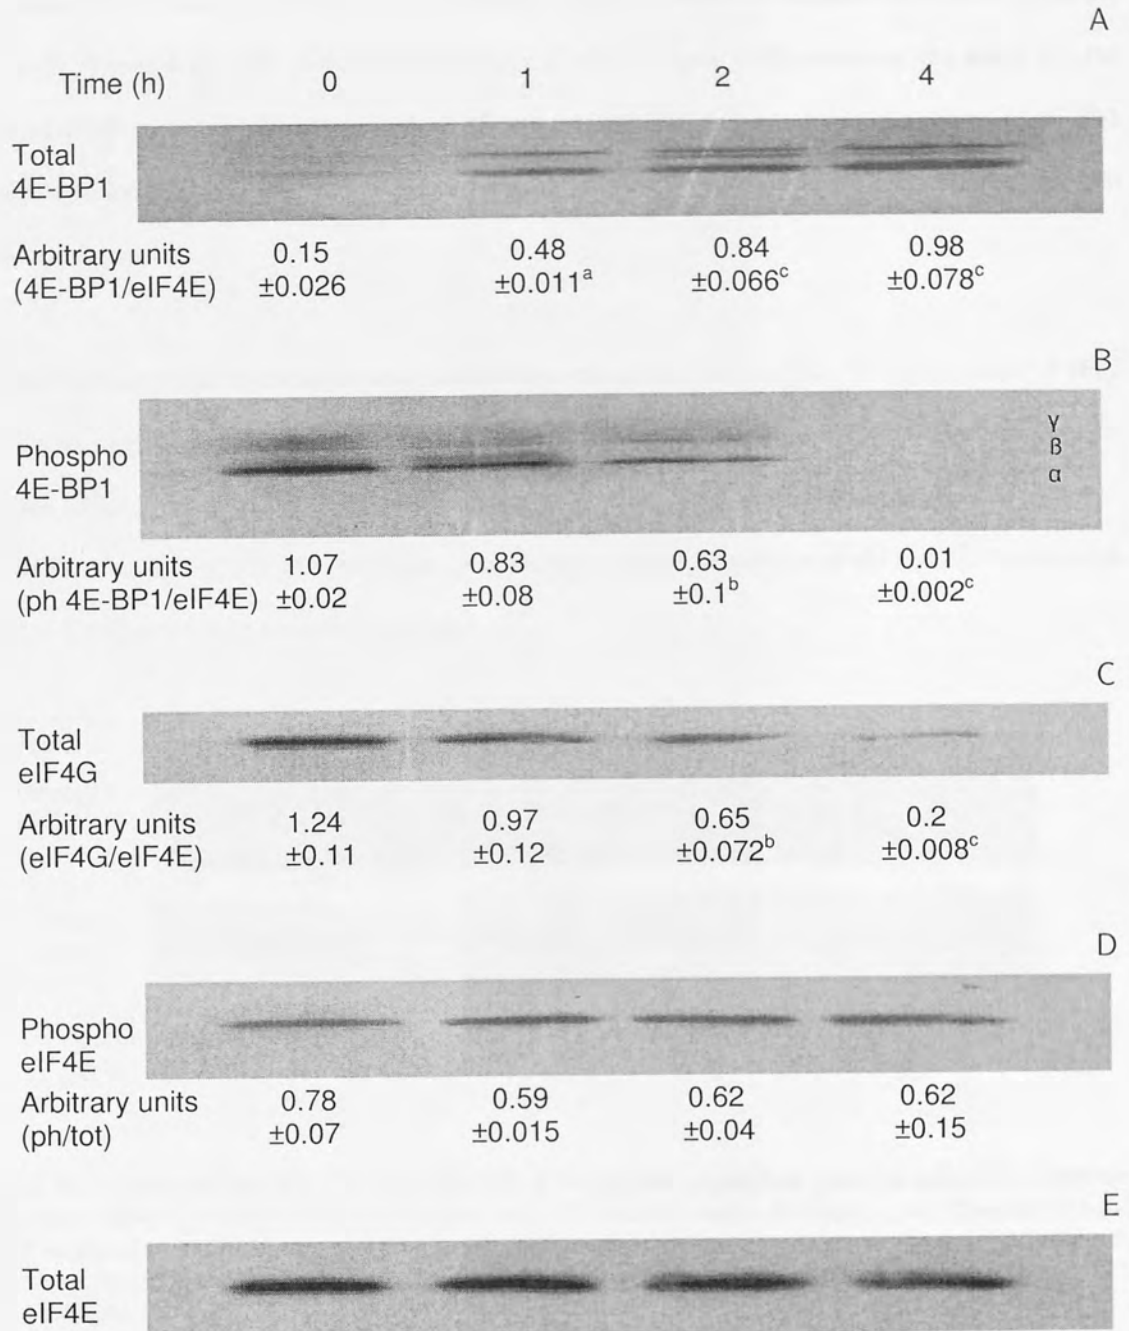 A
Time (h) 0 1 2 4
Total
4E-BP1
Arbitrary units 0.15 0.48 0.84 0.98
(4E-BP1/eIF4E) ±0.026 ±0.011a ±0.066c ±0.078c
B
Phospho
4E-BP1
γ
β
α
Arbitrary units 1.07 0.83 0.63 0.01
(ph 4E-BP1/eIF4E) ±0.02 ±0.08 ±0.1b ±0.002c
C
Total
eIF4G
Arbitrary units 1.24 0.97 0.65 0.2
(eIF4G/eIF4E) ±0.11 ±0.12 ±0.072b ±0.008c
D
Phospho
eIF4E
Arbitrary units 0.78 0.59 0.62 0.62
(ph/tot) ±0.07 ±0.015 ±0.04 ±0.15
E
Total
eIF4E